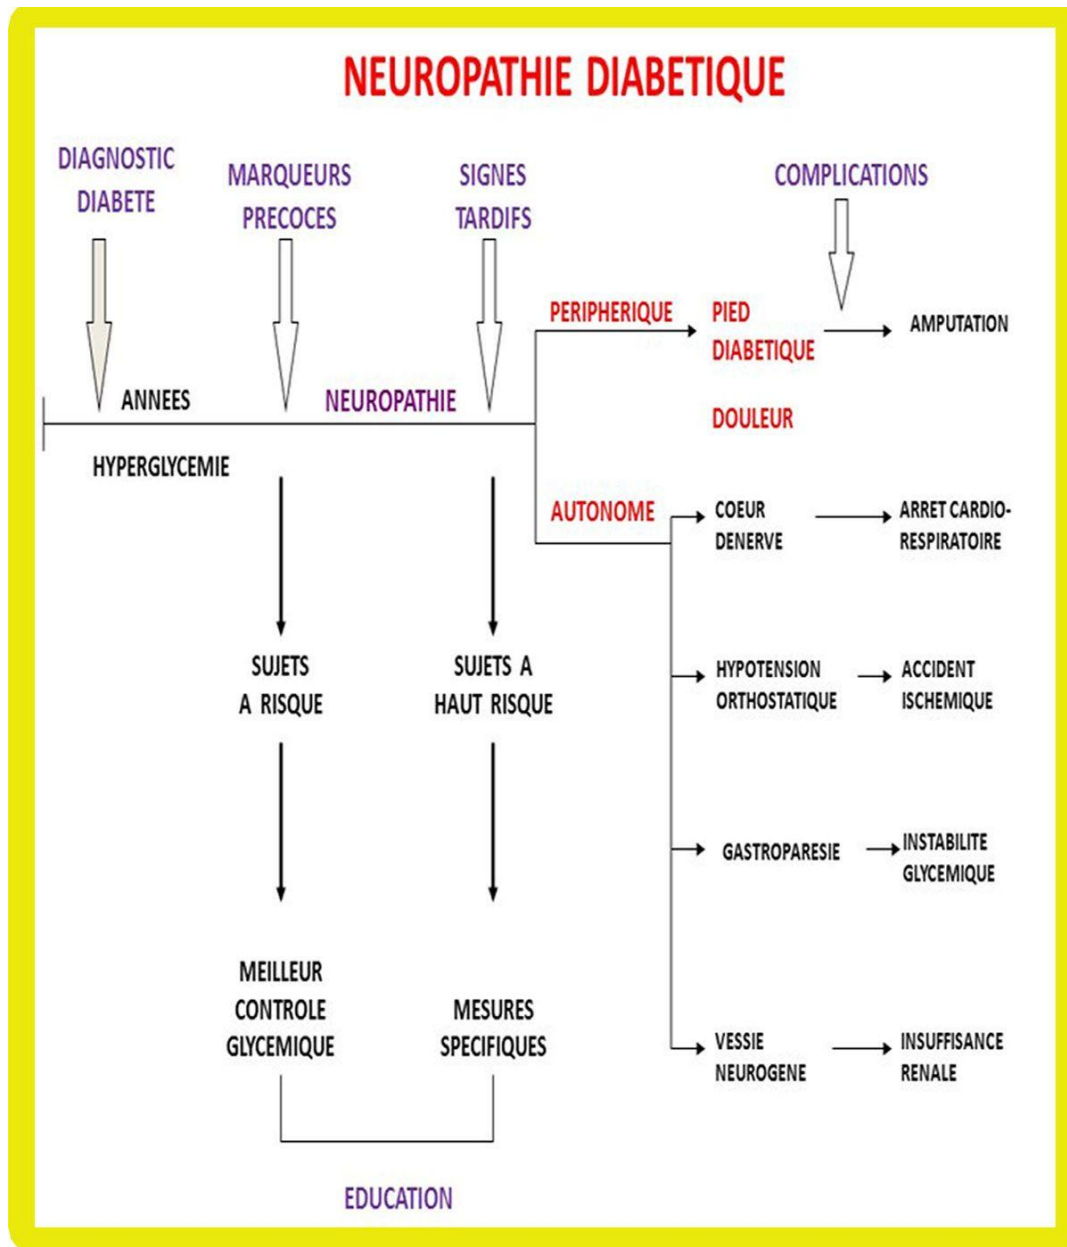 NEUROPATHIE DIABETIQUE
DIAGNOSTIC
DIABETE
MARQUEURS
PRECOCES
SIGNES
TARDIFS
COMPLICATIONS
PERIPHERIQUE
PIED
DIABETIQUE
AMPUTATION
DOULEUR
ANNEES
NEUROPATHIE
HYPERGLYCEMIE
AUTONOME
COEUR
DENERVE
ARRET CARDIO-
RESPIRATOIRE
SUJETS
A RISQUE
SUJETS A
HAUT RISQUE
HYPOTENSION
ORTHOSTATIQUE
ACCIDENT
ISCHEMIQUE
GASTROPARESIE
INSTABILITE
GLYCEMIQUE
MEILLEUR
CONTROLE
GLYCEMIQUE
MESURES
SPECIFIQUES
VESSIE
NEUROGENE
INSUFFISANCE
RENALE
EDUCATION